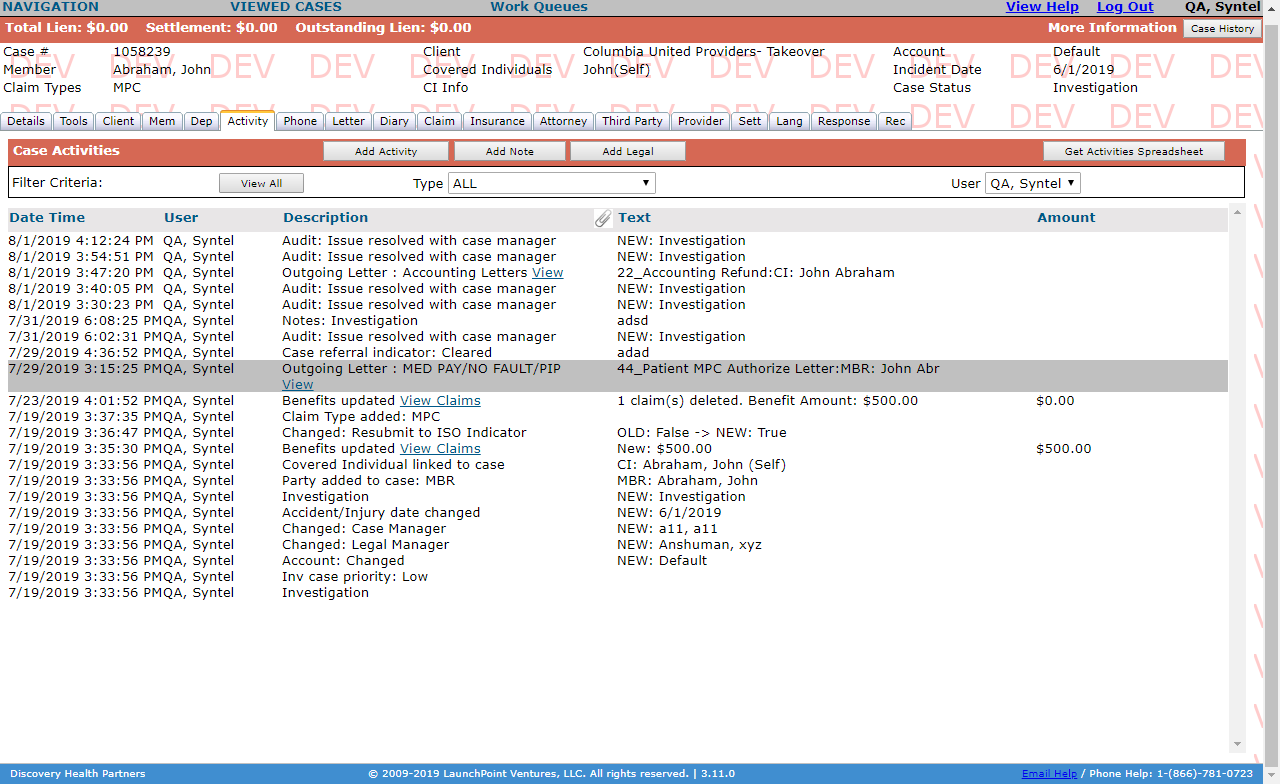 NAVIGATION VIEWED CASES Work Queues View Help Log Out QA, Syntel
Total Lien: $0.00 Settlement: $0.00 Outstanding Lien: $0.00 More Information Case History
Case # 1058239 Client Columbia United Providers- Takeover Account Default
Member Abraham, John Covered Individuals John(Self) Incident Date 6/1/2019
Claim Types MPC CI Info Case Status Investigation
DEV DEV DEV DEV DEV DEV DEV DEV DEV DEV DEV DEV DEV
Details Tools Client Mem Dep Activity Phone Letter Diary Claim Insurance Attorney Third Party Provider Sett Lang Response Rec
Case Activities Add Activity Add Note Add Legal Get Activities Spreadsheet
Filter Criteria: View All Type ALL User QA, Syntel
Date Time User Description Text Amount
8/1/2019 4:12:24 PM QA, Syntel Audit: Issue resolved with case manager NEW: Investigation
8/1/2019 3:54:51 PM QA, Syntel Audit: Issue resolved with case manager NEW: Investigation
8/1/2019 3:47:20 PM QA, Syntel Outgoing Letter : Accounting Letters View 22_Accounting Refund:CI: John Abraham
8/1/2019 3:40:05 PM QA, Syntel Audit: Issue resolved with case manager NEW: Investigation
8/1/2019 3:30:23 PM QA, Syntel Audit: Issue resolved with case manager NEW: Investigation
7/31/2019 6:08:25 PM QA, Syntel Notes: Investigation adsd
7/31/2019 6:02:31 PM QA, Syntel Audit: Issue resolved with case manager NEW: Investigation
7/29/2019 4:36:52 PM QA, Syntel Case referral indicator: Cleared adad
7/29/2019 3:15:25 PM QA, Syntel Outgoing Letter : MED PAY/NO FAULT/PIP 44_Patient MPC Authorize Letter:MBR: John Abr
View
7/23/2019 4:01:52 PM QA, Syntel Benefits updated View Claims 1 claim(s) deleted. Benefit Amount: $500.00 $0.00
7/19/2019 3:37:35 PM QA, Syntel Claim Type added: MPC
7/19/2019 3:36:47 PM QA, Syntel Changed: Resubmit to ISO Indicator OLD: False -> NEW: True
7/19/2019 3:35:30 PM QA, Syntel Benefits updated View Claims New: $500.00 $500.00
7/19/2019 3:33:56 PM QA, Syntel Covered Individual linked to case CI: Abraham, John (Self)
7/19/2019 3:33:56 PM QA, Syntel Party added to case: MBR MBR: Abraham, John
7/19/2019 3:33:56 PM QA, Syntel Investigation NEW: Investigation
7/19/2019 3:33:56 PM QA, Syntel Accident/Injury date changed NEW: 6/1/2019
7/19/2019 3:33:56 PM QA, Syntel Changed: Case Manager NEW: a11, a11
7/19/2019 3:33:56 PM QA, Syntel Changed: Legal Manager NEW: Anshuman, xyz
7/19/2019 3:33:56 PM QA, Syntel Account: Changed NEW: Default
7/19/2019 3:33:56 PM QA, Syntel Inv case priority: Low
7/19/2019 3:33:56 PM QA, Syntel Investigation
Discovery Health Partners © 2009-2019 LaunchPoint Ventures, LLC. All rights reserved. | 3.11.0 Email Help / Phone Help: 1-(866)-781-0723